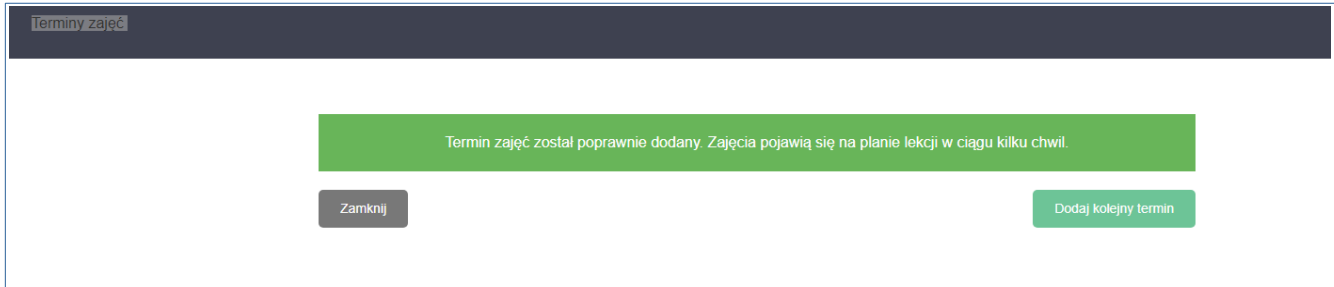 Terminy zajęć
Termin zajęć został poprawnie dodany. Zajęcia pojawią się na planie lekcji w ciągu kilku chwil.
Zamknij
Dodaj kolejny termin